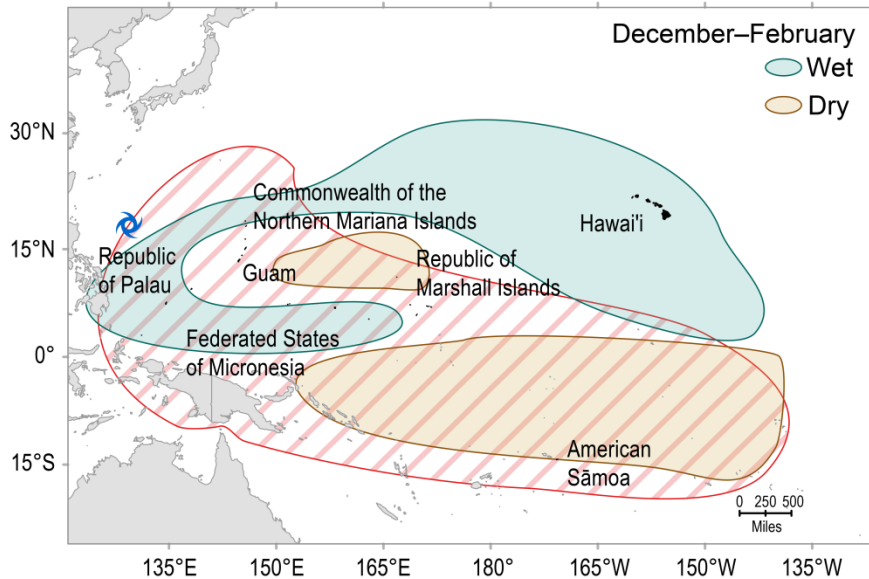 December–February
Wet
Dry
30°N
15°N
0°
15°S
Commonwealth of the
Northern Mariana Islands
Hawai'i
Republic
of Palau
Guam
Republic of
Marshall Islands
Federated States
of Micronesia
American
Sāmoa
0 250 500
Miles
135°E 150°E 165°E 180° 165°W 150°W 135°W